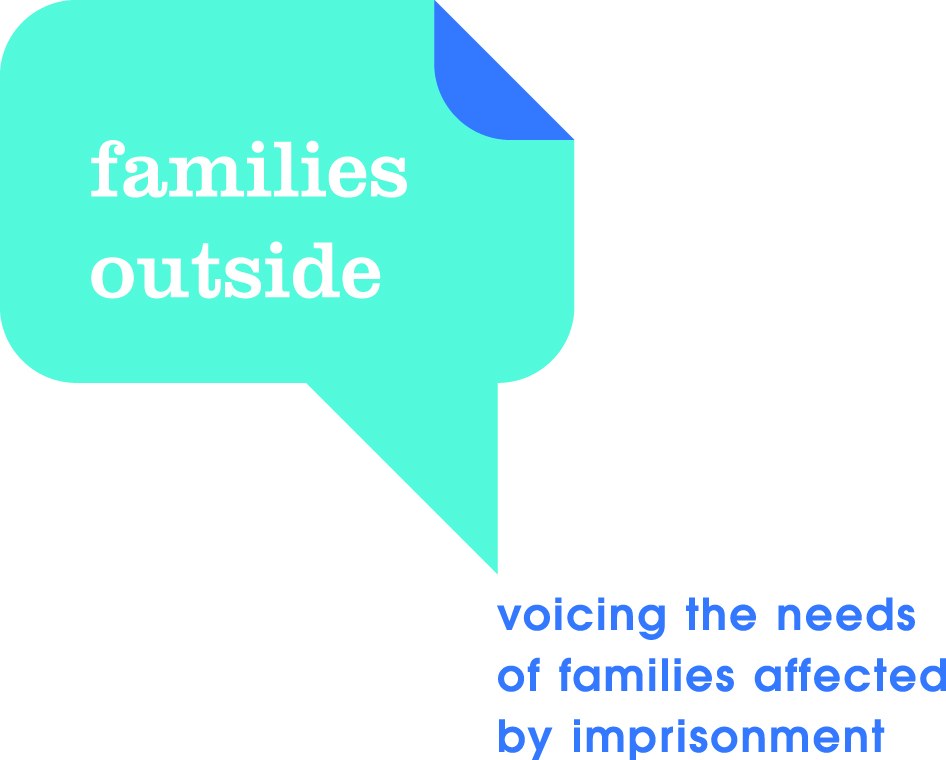 families
outside
voicing the needs
of families affected
by imprisonment